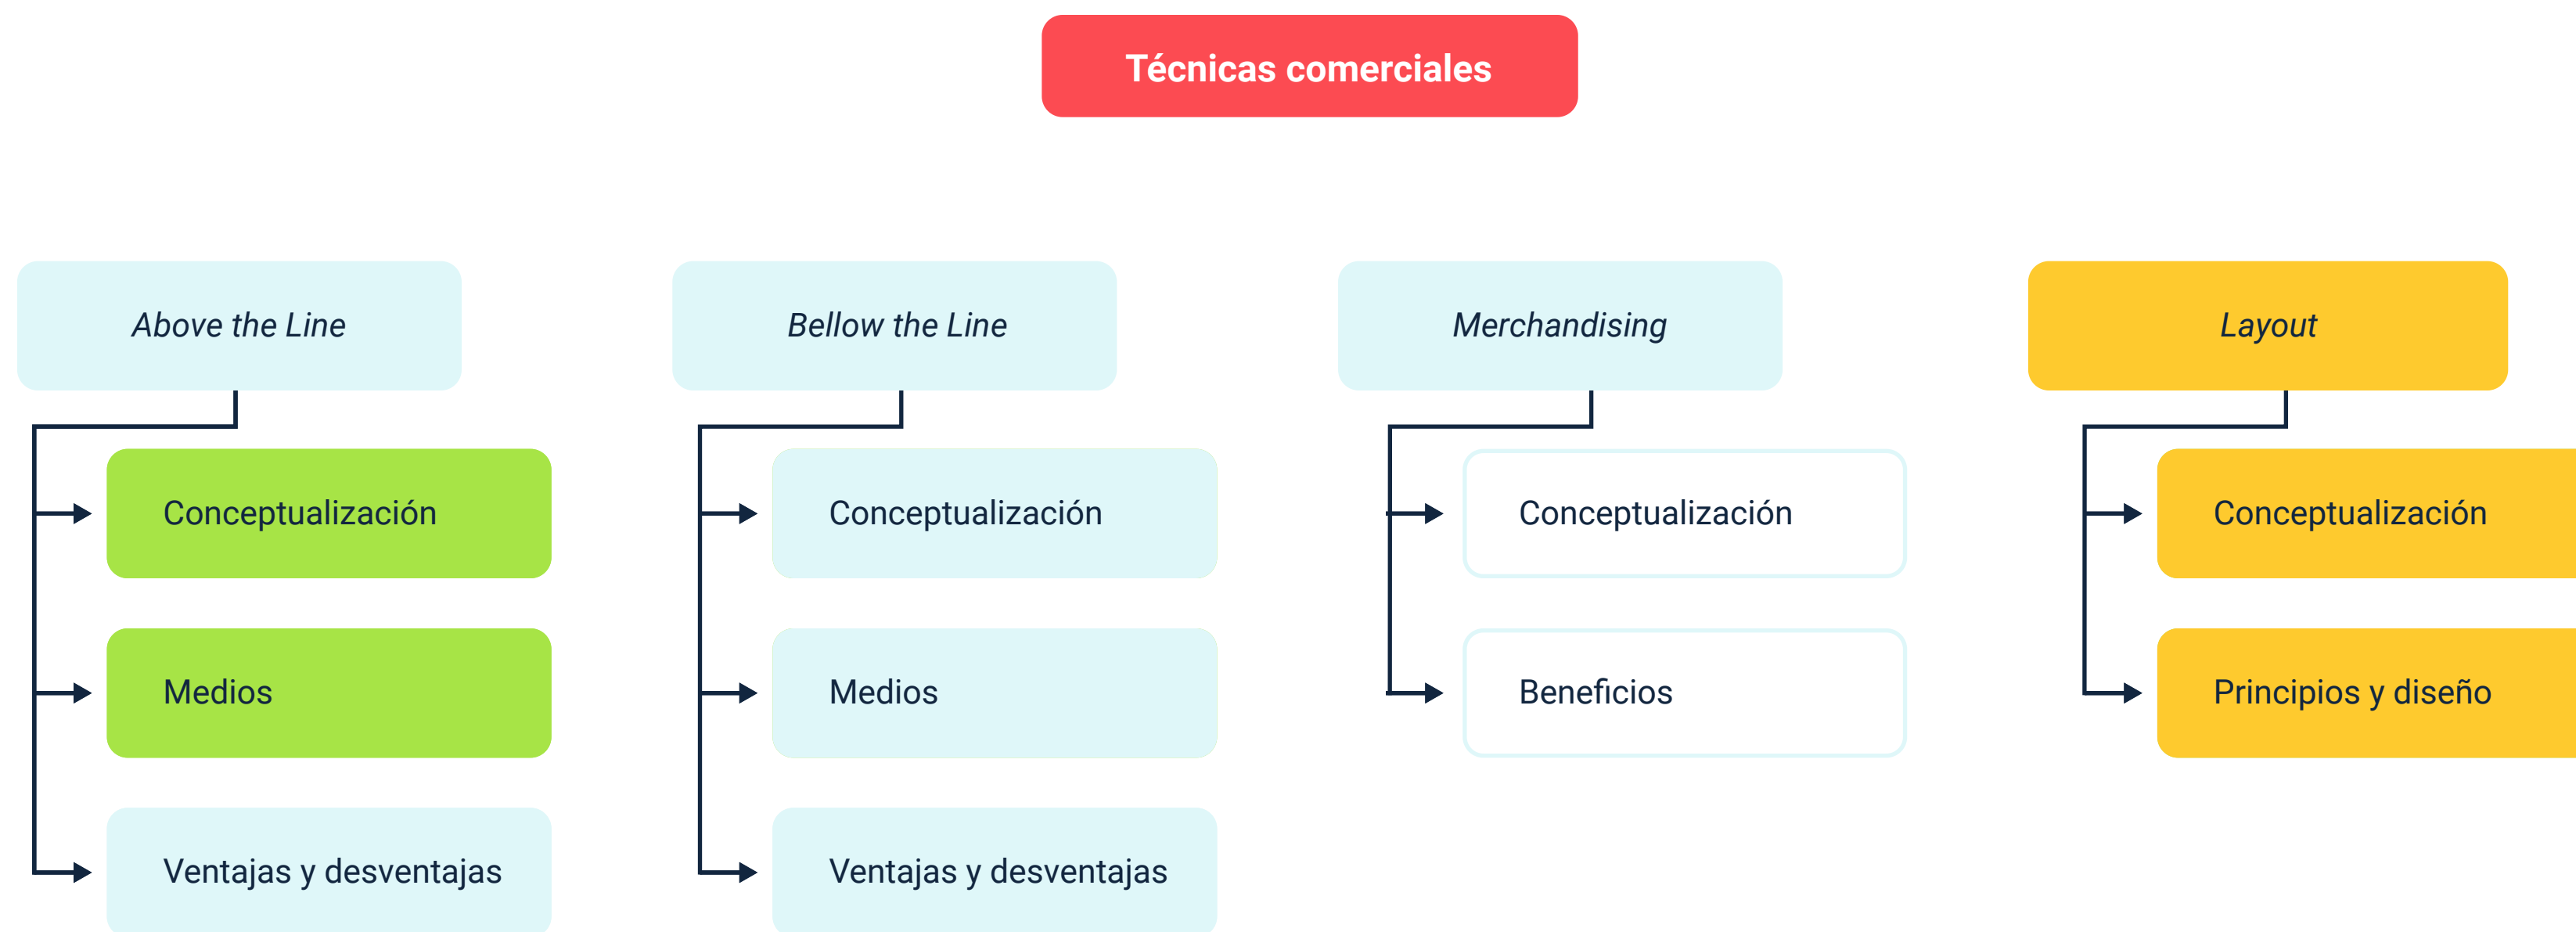 Técnicas comerciales
Above the Line
Bellow the Line
Merchandising
Layout
Conceptualización
Conceptualización
Conceptualización
Conceptualización
Medios
Medios
Beneficios
Principios y diseño
Ventajas y desventajas
Ventajas y desventajas